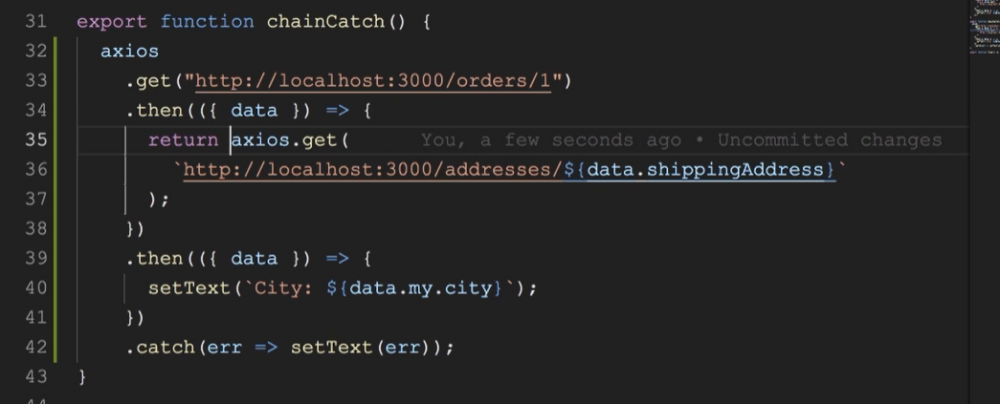 31 export function chainCatch() {
32 axios
33 .get("http://localhost:3000/orders/1")
34 .then(({ data }) => {
35 return axios.get( You, a few seconds ago • Uncommitted changes
36 `http://localhost:3000/addresses/${data.shippingAddress}`
37 );
38 })
39 .then(({ data }) => {
40 setText(`City: ${data.my.city}`);
41 })
42 .catch(err => setText(err));
43 }